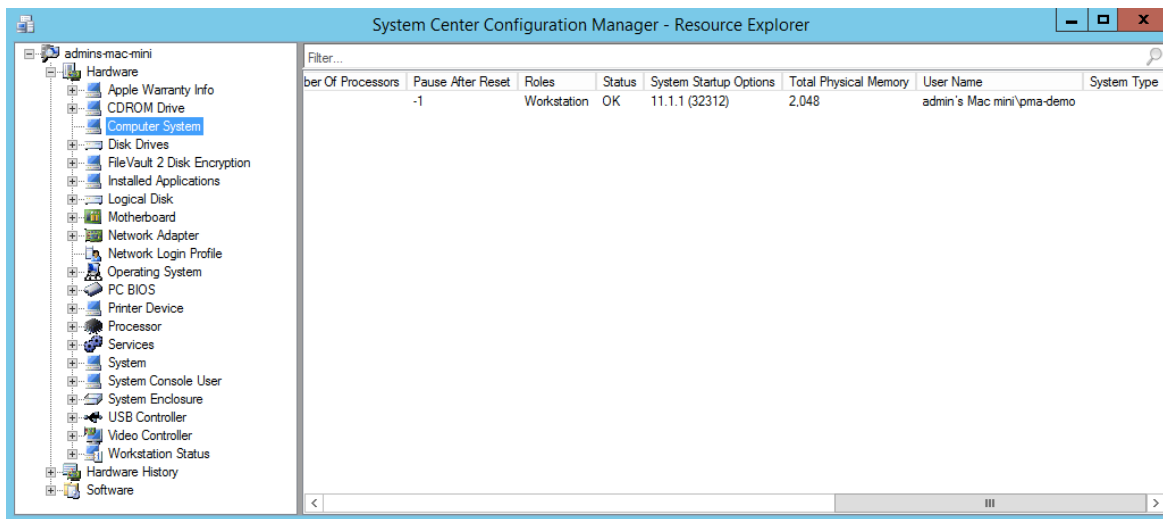 System Center Configuration Manager - Resource Explorer
x
admins-mac-mini
Hardware
Apple Warranty Info
CDROM Drive
Computer System
Disk Drives
FileVault 2 Disk Encryption
Installed Applications
Logical Disk
Motherboard
Network Adapter
Network Login Profile
Operating System
PC BIOS
Printer Device
Processor
Services
System
System Console User
System Enclosure
USB Controller
Video Controller
Workstation Status
Hardware History
Software
Filter...
ber Of Processors Pause After Reset Roles Status System Startup Options Total Physical Memory User Name System Type
-1 Workstation OK 11.1.1 (32312) 2,048 admin's Mac mini\pma-demo